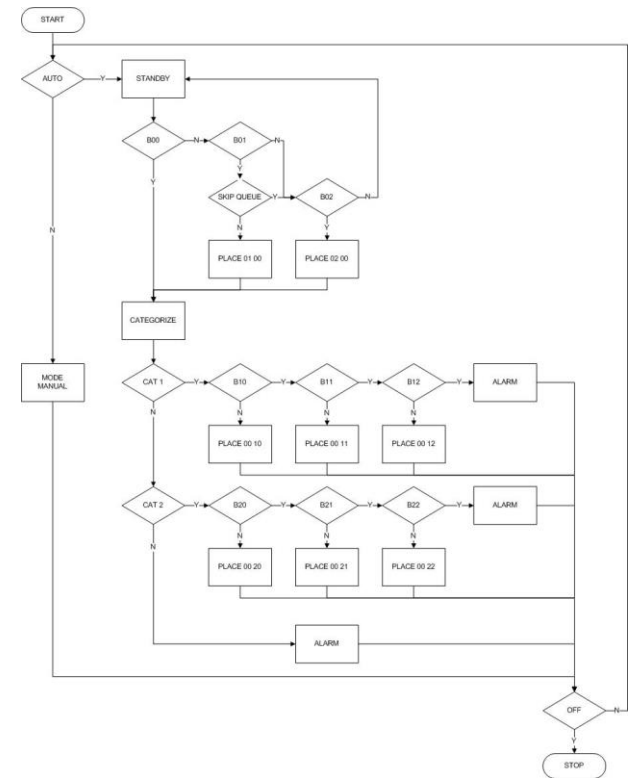 START
AUTO
Y
STANDBY
B00
N
B01
N
Y
Y
SKIP QUEUE
Y
B02
N
N
N
Y
PLACE 01 00
PLACE 02 00
CATEGORIZE
MODE
MANUAL
CAT 1
Y
B10
Y
B11
Y
B12
Y
ALARM
N
N
N
N
PLACE 00 10
PLACE 00 11
PLACE 00 12
CAT 2
Y
B20
Y
B21
Y
B22
Y
ALARM
N
N
N
N
PLACE 00 20
PLACE 00 21
PLACE 00 22
ALARM
OFF
N
Y
STOP